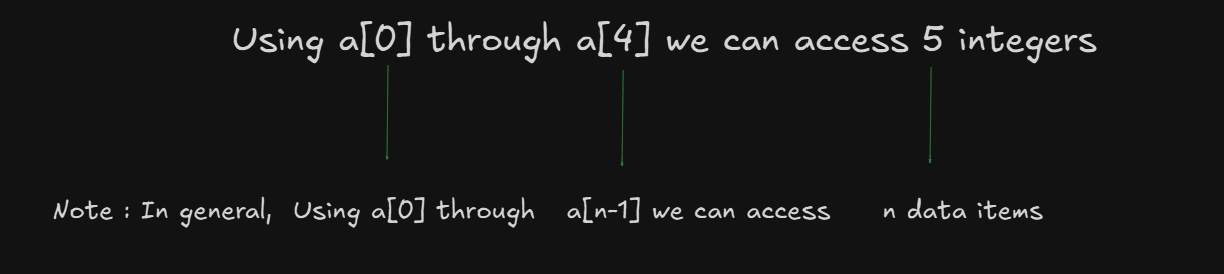 Using a[0] through a[4] we can access 5 integers
Note : In general, Using a[0] through a[n-1] we can access n data items